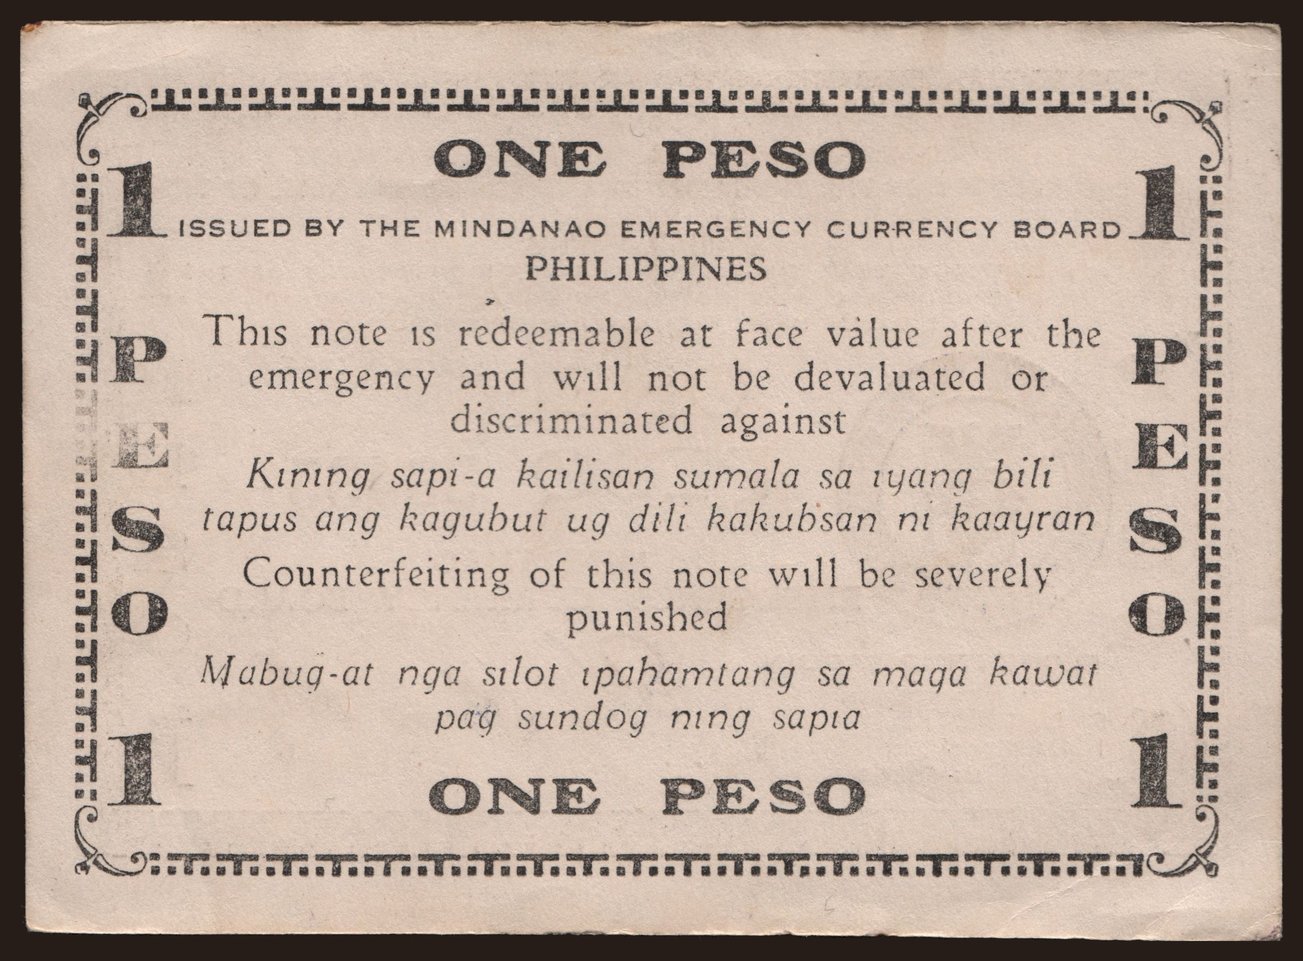 ONE PESO
1 ISSUED BY THE MINDANAO EMERGENCY CURRENCY BOARD 1
PHILIPPINES
This note is redeemable at face value after the
emergency and will not be devaluated or
discriminated against
Kining sapi-a kailisan sumala sa iyang bili
tapus ang kagubut ug dili kakubsan ni kaayran
Counterfeiting of this note will be severely
punished
Mabug-at nga silot ipahamtang sa maga kawat
pag sundog ning sapia
ONE PESO
PESO
PESO
1
1